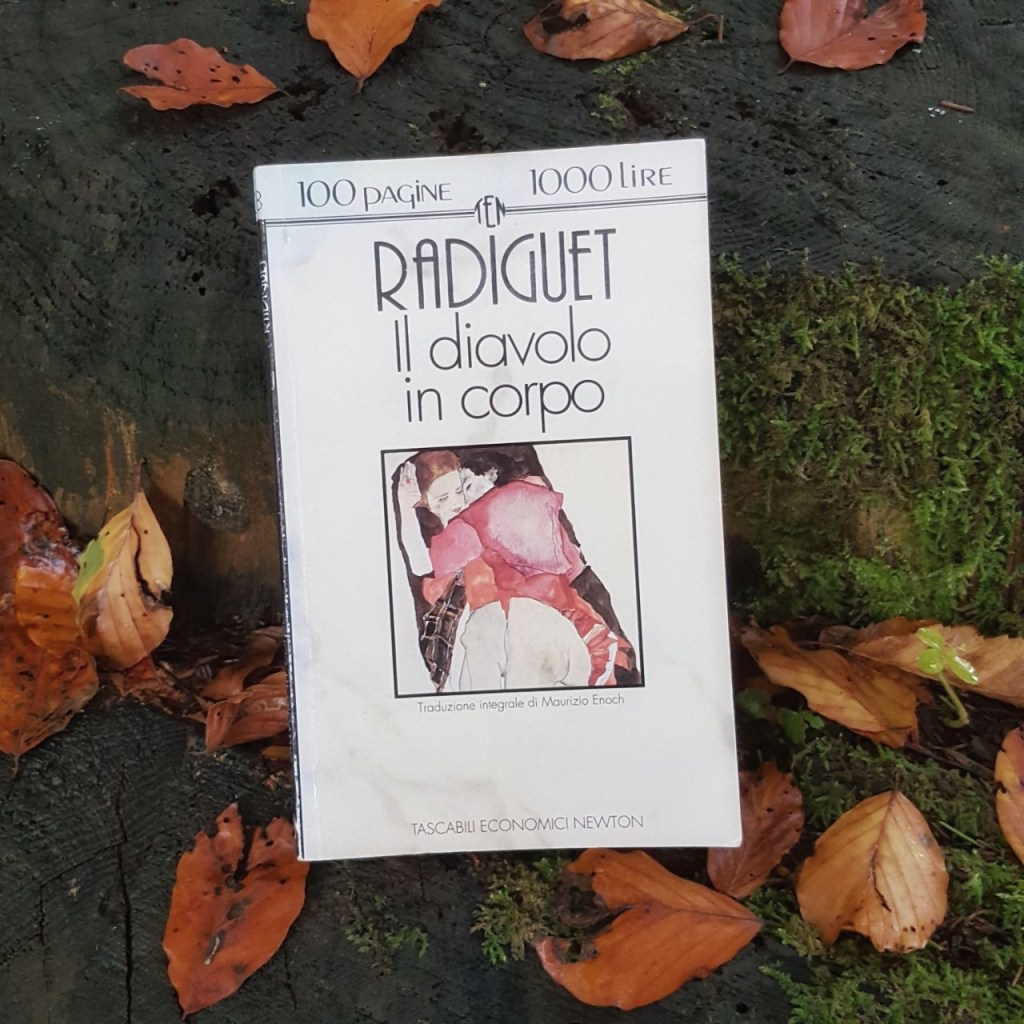 100 PAGINE 1000 LIRE
TEN
RADIGUET
Il diavolo
in corpo
Traduzione integrale di Maurizio Enoch
TASCABILI ECONOMICI NEWTON